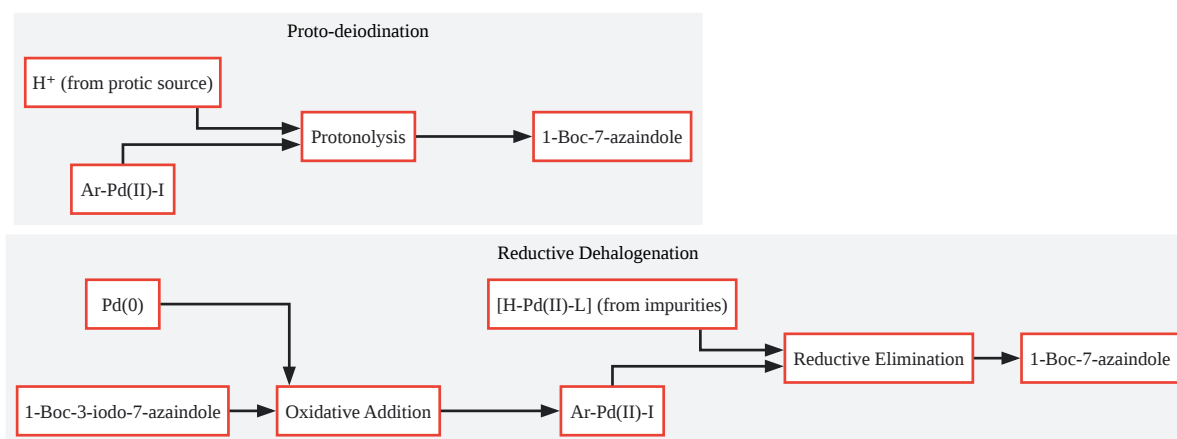 Proto-deiodination
H⁺ (from protic source)
Protonolysis
1-Boc-7-azaindole
Ar-Pd(II)-I
Reductive Dehalogenation
Pd(0)
[H-Pd(II)-L] (from impurities)
Reductive Elimination
1-Boc-7-azaindole
1-Boc-3-iodo-7-azaindole
Oxidative Addition
Ar-Pd(II)-I